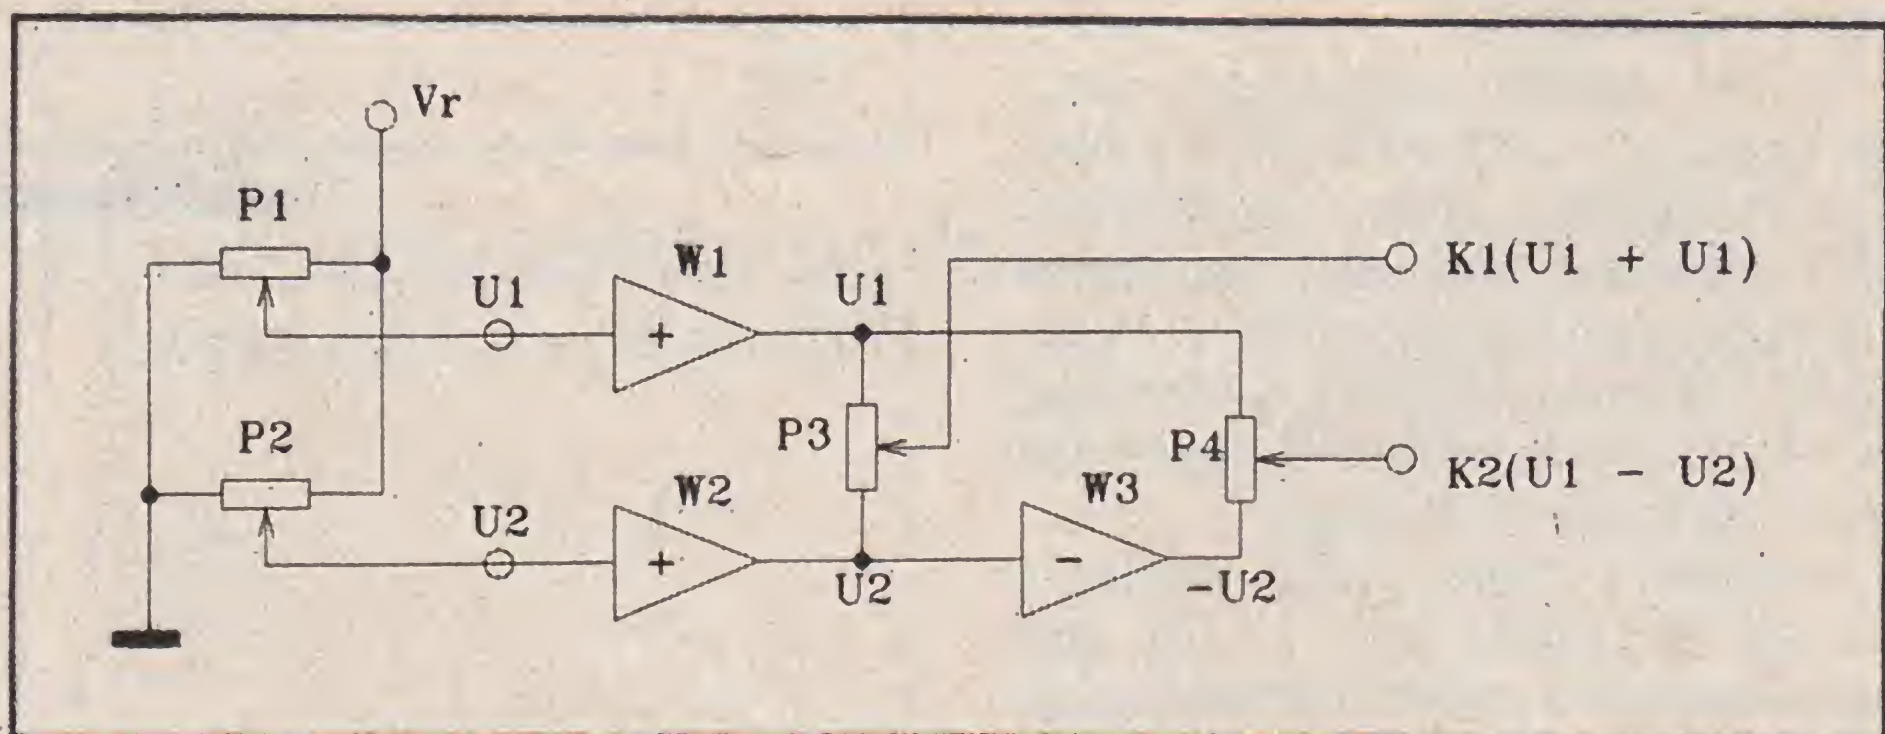 Vr
P1
W1
U1
U1
K1(U1 + U1)
+
P2
P3
P4
K2(U1 - U2)
W2
W3
U2
+
-
U2
-U2